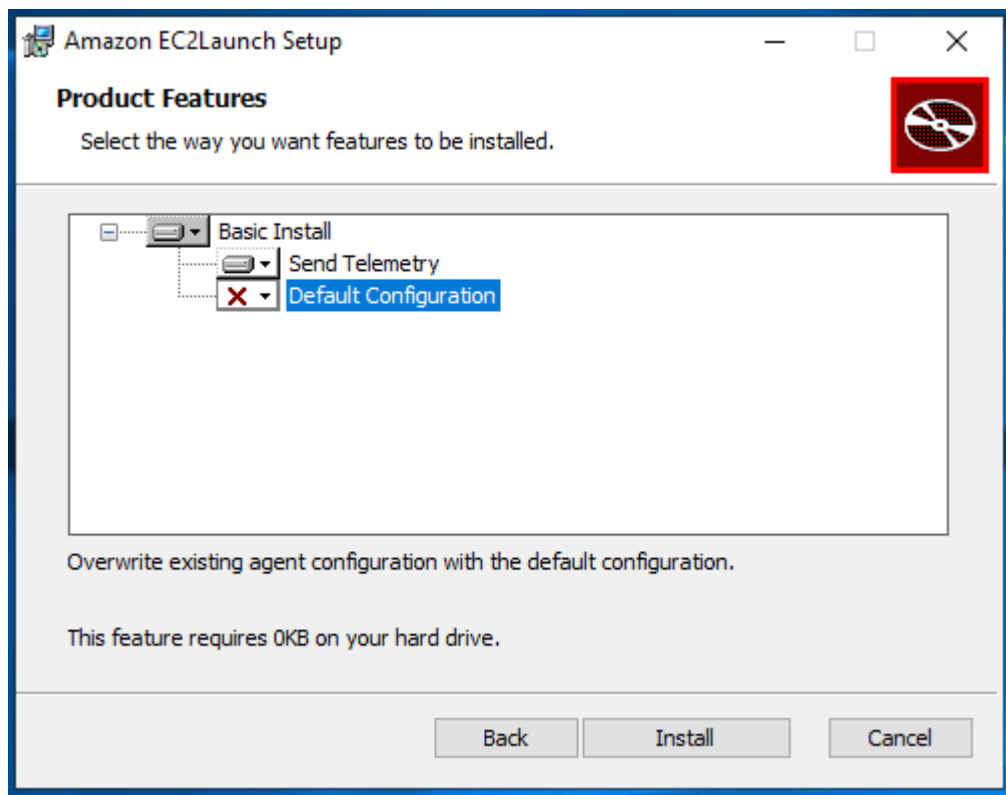 Amazon EC2Launch Setup
Product Features
Select the way you want features to be installed.
Basic Install
Send Telemetry
Default Configuration
Overwrite existing agent configuration with the default configuration.
This feature requires 0KB on your hard drive.
Back Install Cancel